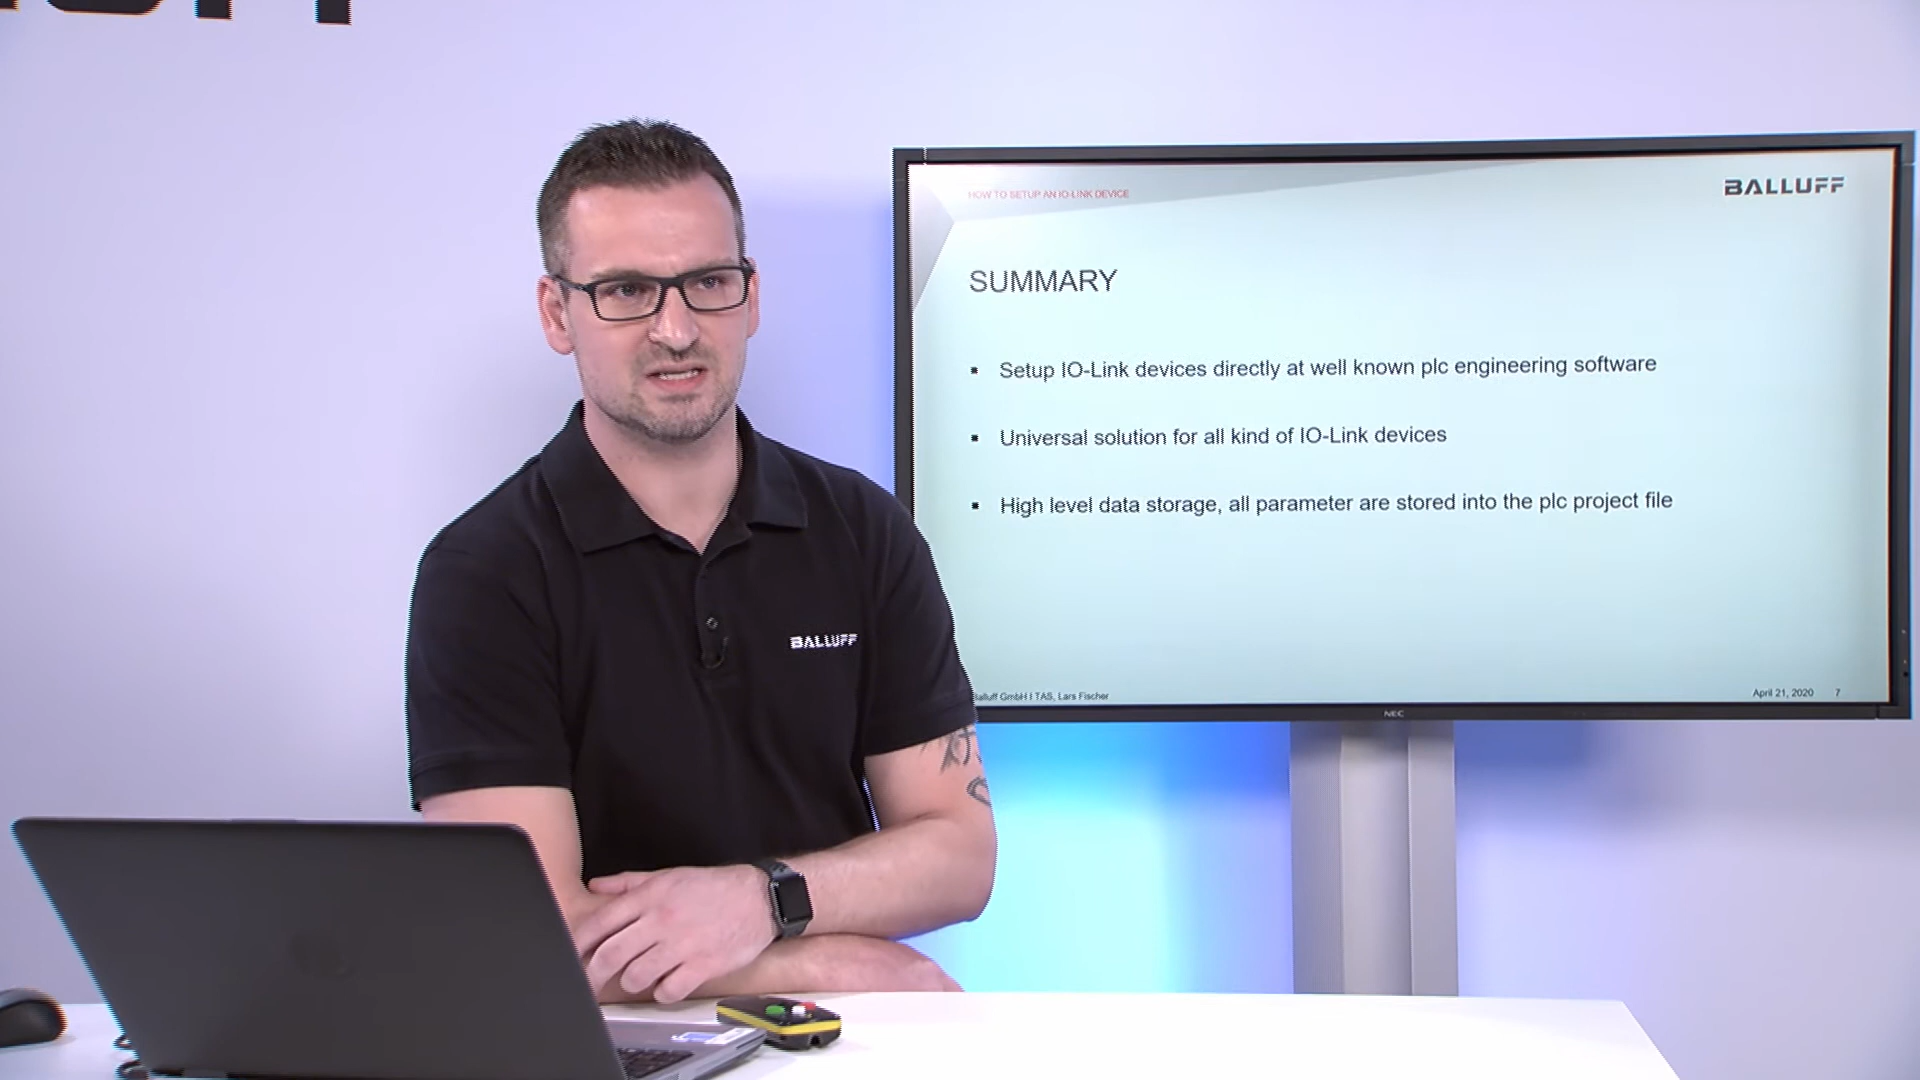 HOW TO SETUP AN IO-LINK DEVICE
BALLUFF
SUMMARY
▪ Setup IO-Link devices directly at well known plc engineering software
▪ Universal solution for all kind of IO-Link devices
▪ High level data storage, all parameter are stored into the plc project file
BALLUFF
Balluff GmbH I TAS, Lars Fischer
April 21, 2020 7
NEC